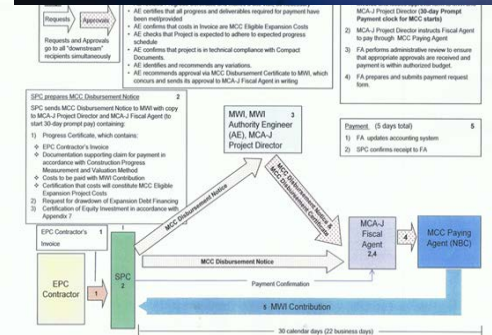 Requests
Approvals
Requests and Approvals
go to all "downstream"
recipients simultaneously
• AE certifies that all progress and deliverables required for payment have
been met/provided
• AE confirms that costs in Invoice are MCC Eligible Expansion Costs
• AE checks that Project is expected to adhere to expected progress
schedule
• AE confirms that project is in technical compliance with Compact
Documents.
• AE identifies and recommends any variations.
• AE recommends approval via MCC Disbursement Certificate to MWI, which
concurs and sends its approval to MCA-J Fiscal Agent in writing
MCA-J Project Director (30-day Prompt
Payment clock for MCC starts)
2) MCA-J Project Director instructs Fiscal Agent
to pay through MCC Paying Agent
3) FA performs administrative review to ensure
that appropriate approvals are received and
payment is within authorized budget.
4) FA prepares and submits payment request
form.
SPC prepares MCC Disbursement Notice 2
SPC sends MCC Disbursement Notice to MWI with copy
to MCA-J Project Director and MCA-J Fiscal Agent (to
start 30-day prompt pay) containing:
1) Progress Certificate, which contains:
❖ EPC Contractor's Invoice
❖ Documentation supporting claim for payment in
accordance with Construction Progress
Measurement and Valuation Method
❖ Costs to be paid with MWI Contribution
❖ Certification that costs will constitute MCC Eligible
Expansion Project Costs
2) Request for drawdown of Expansion Debt Financing
3) Certification of Equity Investment in accordance with
Appendix 7
MWI, MWI 3
Authority Engineer
(AE), MCA-J
Project Director
Payment (5 days total) 5
1) FA updates accounting system
2) SPC confirms receipt to FA
EPC Contractor's 1
Invoice
EPC
Contractor
1
SPC
2
MCC Disbursement Notice
MCC Disbursement Notice &
MCC Disbursement Certificate
MCC Disbursement Notice
Payment Confirmation
MCA-J
Fiscal
Agent
2,4
4
MCC Paying
Agent (NBC)
5 MWI Contribution
30 calendar days (22 business days)